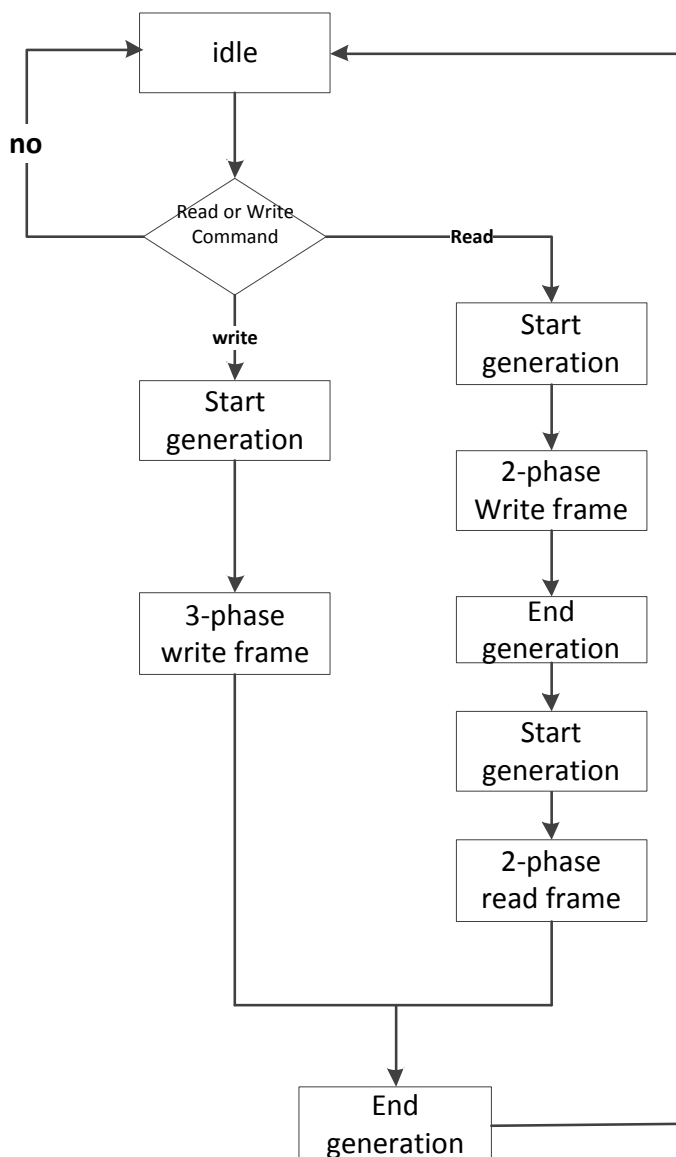 idle
no
Read or Write
Command
Read
write
Start
generation
3-phase
write frame
Start
generation
2-phase
Write frame
End
generation
Start
generation
2-phase
read frame
End
generation